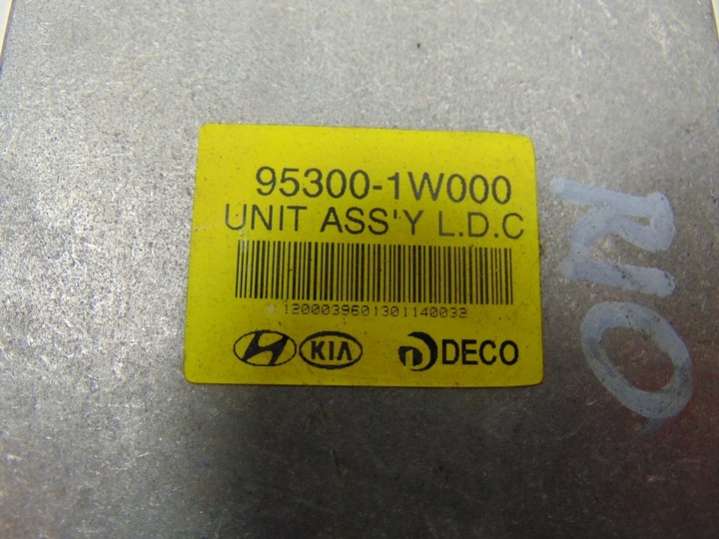 95300-1W000
UNIT ASS'Y L.D.C
1200039601301140032
KIA DECO
RIO